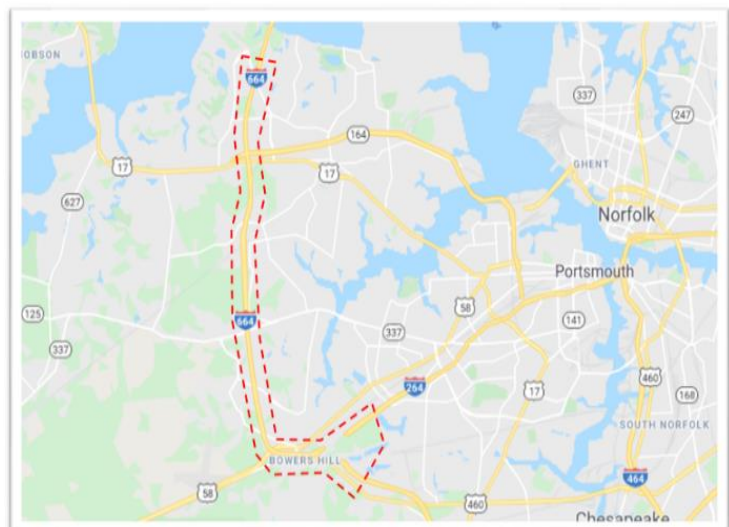 OBSON
664
337
164
247
17
GHENT
17
627
Norfolk
Portsmouth
58
125
664
337
141
337
264
460
17
168
SOUTH NORFOLK
BOWERS HILL
58
460
464
Chesapeake